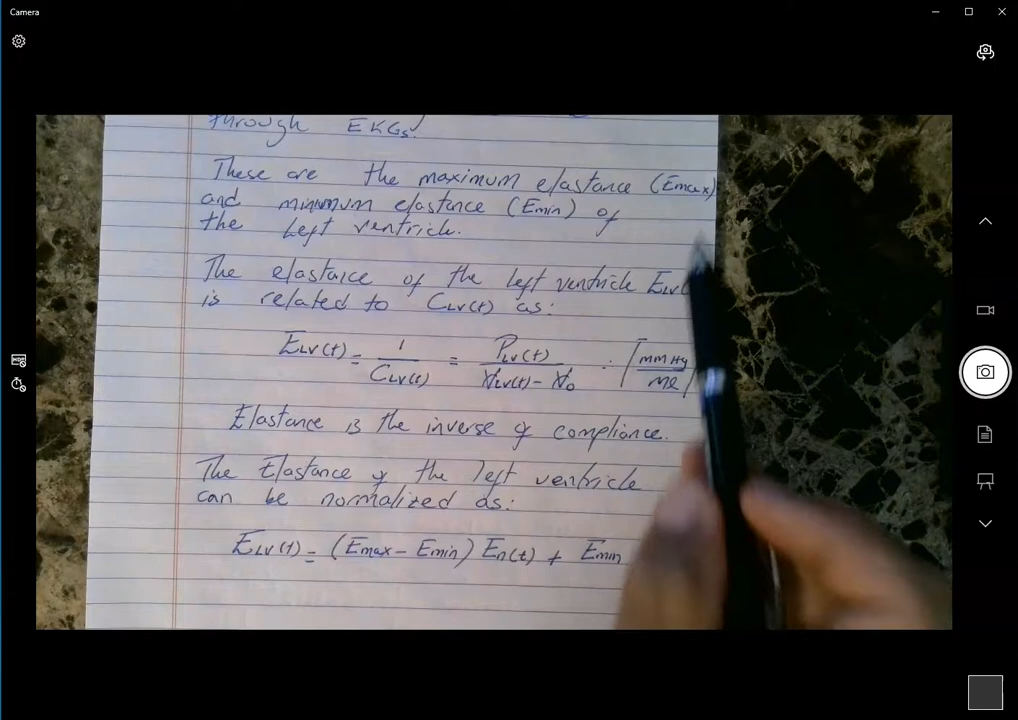 Camera
through EKGs!
These are the maximum elastance (Emax)
and minimum elastance (Emin) of
the left ventricle.
The elastance of the left ventricle ELV(
is related to CLV(t) as:
ELV(t) = 1/CLV(t) = PLV(t)/(VLV(t) - V0) : [mmHg/ml]
Elastance is the inverse of compliance.
The Elastance of the left ventricle
can be normalized as:
ELV(t) = (Emax - Emin) En(t) + Emin